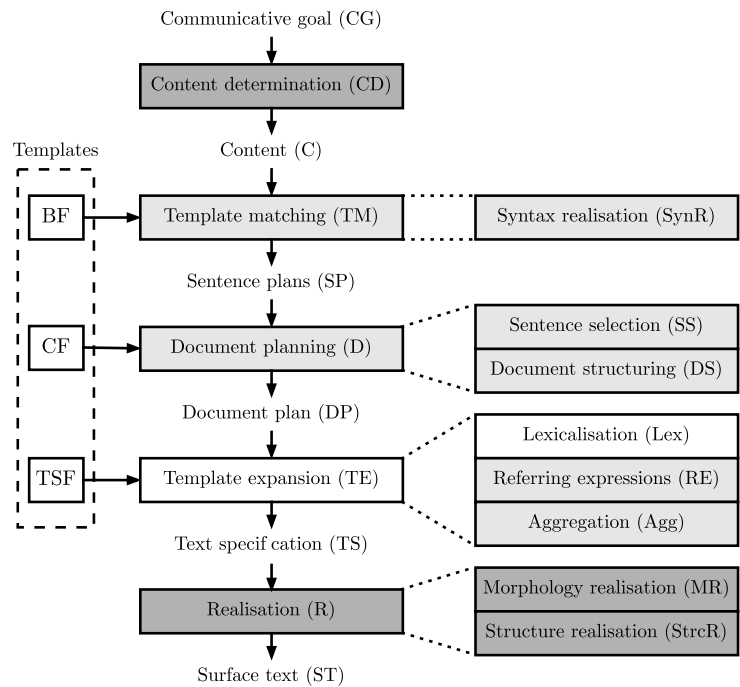 Communicative goal (CG)
Content determination (CD)
Templates
Content (C)
BF
Template matching (TM)
Syntax realisation (SynR)
Sentence plans (SP)
CF
Document planning (D)
Sentence selection (SS)
Document structuring (DS)
Document plan (DP)
TSF
Template expansion (TE)
Lexicalisation (Lex)
Referring expressions (RE)
Aggregation (Agg)
Text specif cation (TS)
Realisation (R)
Morphology realisation (MR)
Structure realisation (StrcR)
Surface text (ST)